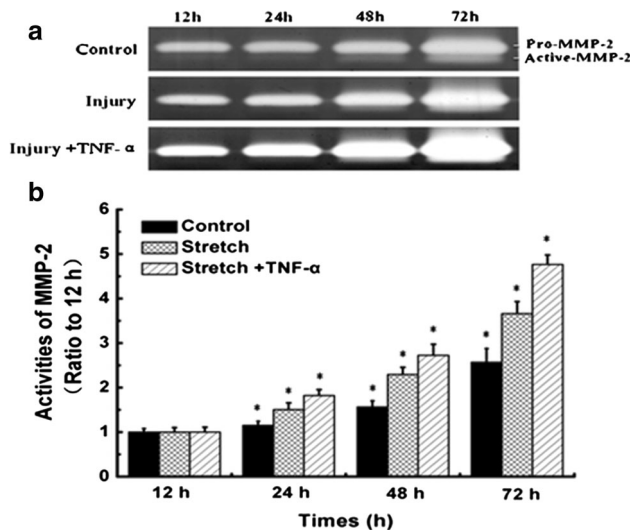 a
12h 24h 48h 72h
Control
Pro-MMP-2
Active-MMP-2
Injury
Injury +TNF- α
b
Activities of MMP-2
(Ratio to 12 h)
6
5
4
3
2
1
0
Control
Stretch
Stretch +TNF-α
* * *
* * *
* * *
12 h 24 h 48 h 72 h
Times (h)